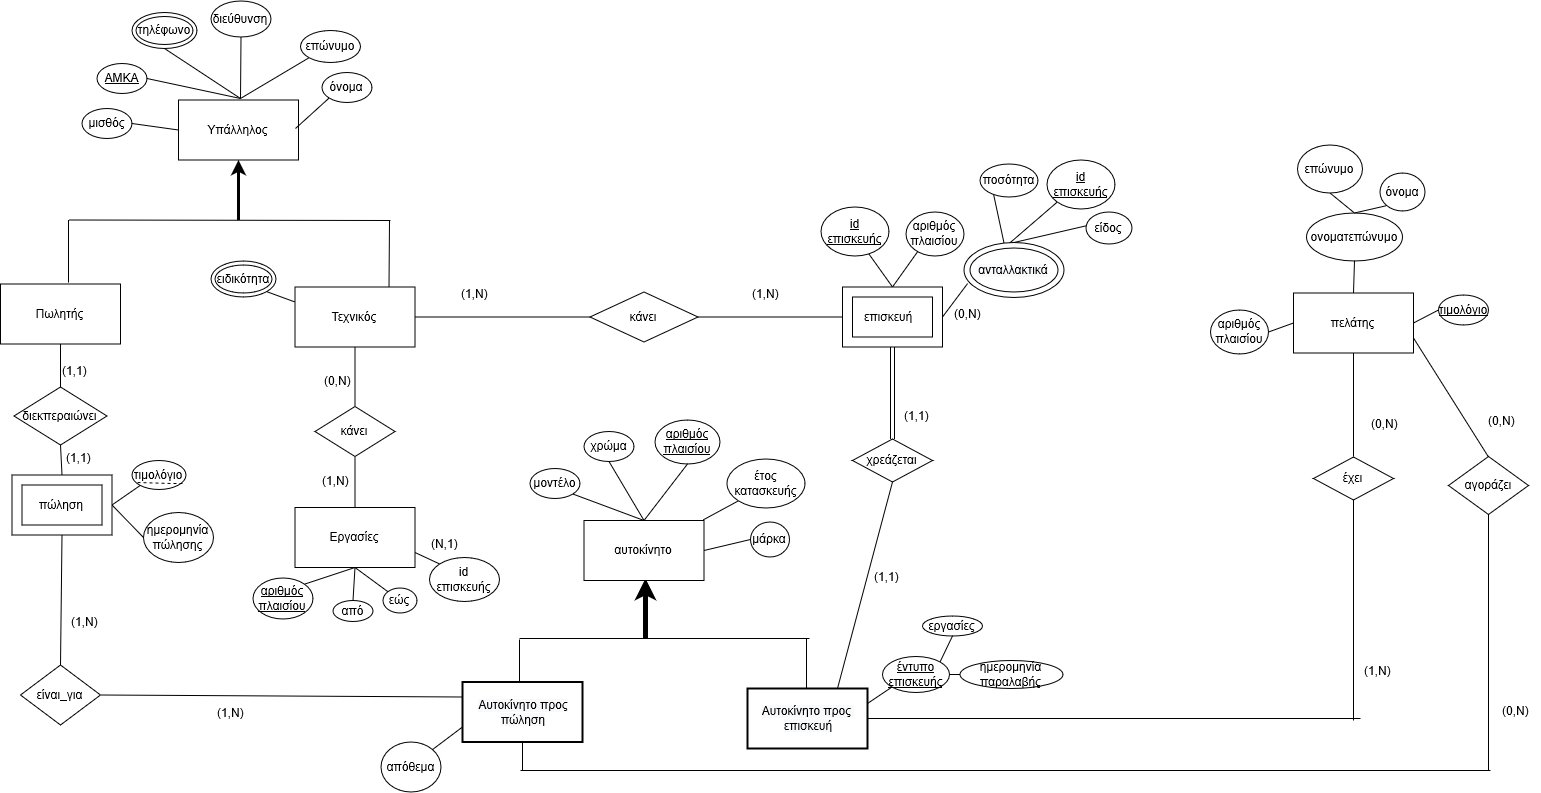 διεύθυνση
τηλέφωνο
επώνυμο
ΑΜΚΑ
όνομα
μισθός
Υπάλληλος
επώνυμο
όνομα
ονοματεπώνυμο
ποσότητα
id
επισκευής
είδος
id
επισκευής
αριθμός
πλαισίου
ανταλλακτικά
ειδικότητα
Πωλητής
Τεχνικός
(1,N)
κάνει
(1,N)
επισκευή
(0,N)
αριθμός
πλαισίου
πελάτης
τιμολόγιο
(1,1)
(0,N)
διεκπεραιώνει
κάνει
(1,1)
(0,N)
(0,N)
(1,1)
(1,N)
χρώμα
αριθμός
πλαισίου
μοντέλο
έτος
κατασκευής
χρεάζεται
έχει
αγοράζει
τιμολόγιο
πώληση
ημερομηνία
πώλησης
Εργασίες
(N,1)
id
επισκευής
αριθμός
πλαισίου
από
εώς
αυτοκίνητο
μάρκα
(1,1)
(1,N)
εργασίες
έντυπο
επισκευής
ημερομηνία
παραλαβής
(1,N)
είναι_για
(1,N)
Αυτοκίνητο προς
πώληση
Αυτοκίνητο προς
επισκευή
(0,N)
απόθεμα